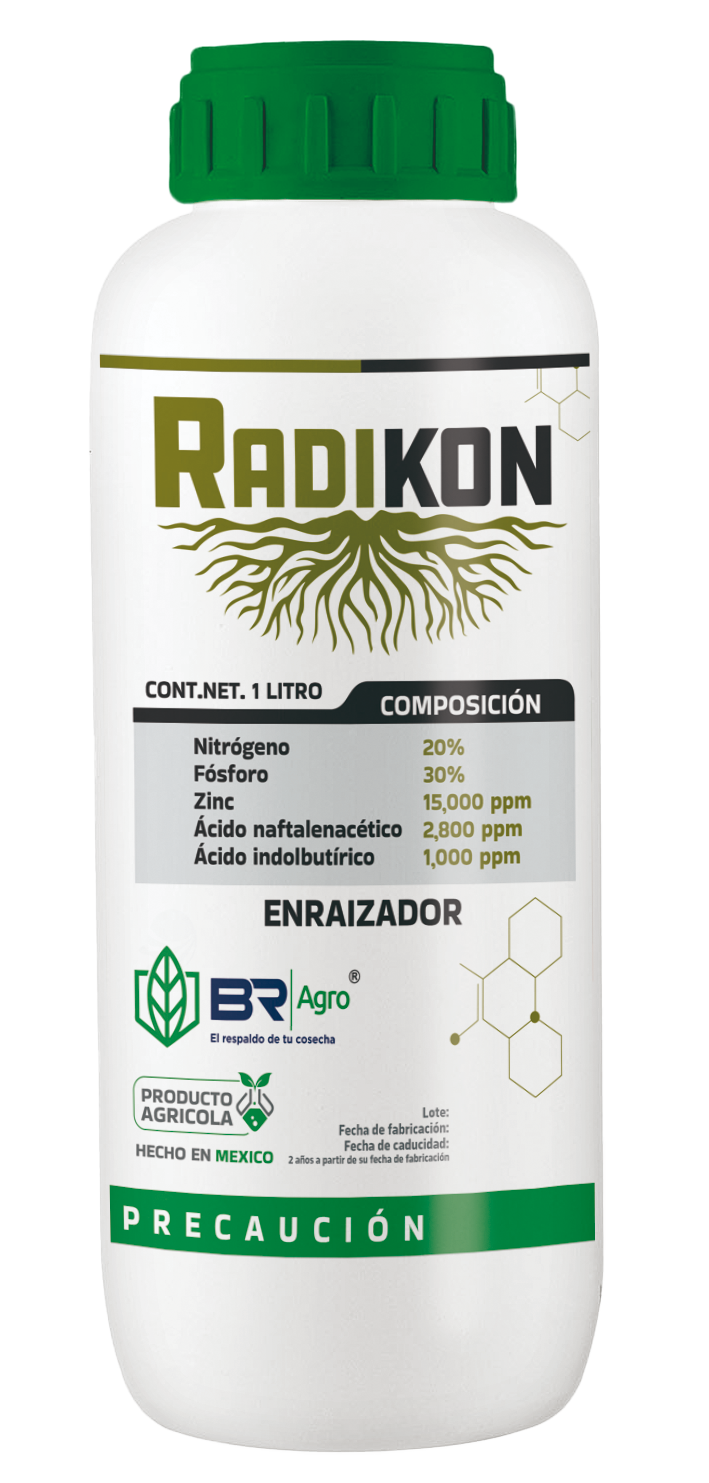 RADIKON
CONT.NET. 1 LITRO
COMPOSICIÓN
Nitrógeno 20%
Fósforo 30%
Zinc 15,000 ppm
Ácido naftalenacético 2,800 ppm
Ácido indolbutírico 1,000 ppm
ENRAIZADOR
BR Agro®
El respaldo de tu cosecha
PRODUCTO
AGRICOLA
HECHO EN MEXICO
Lote:
Fecha de fabricación:
Fecha de caducidad:
2 años a partir de su fecha de fabricación
PRECAUCIÓN